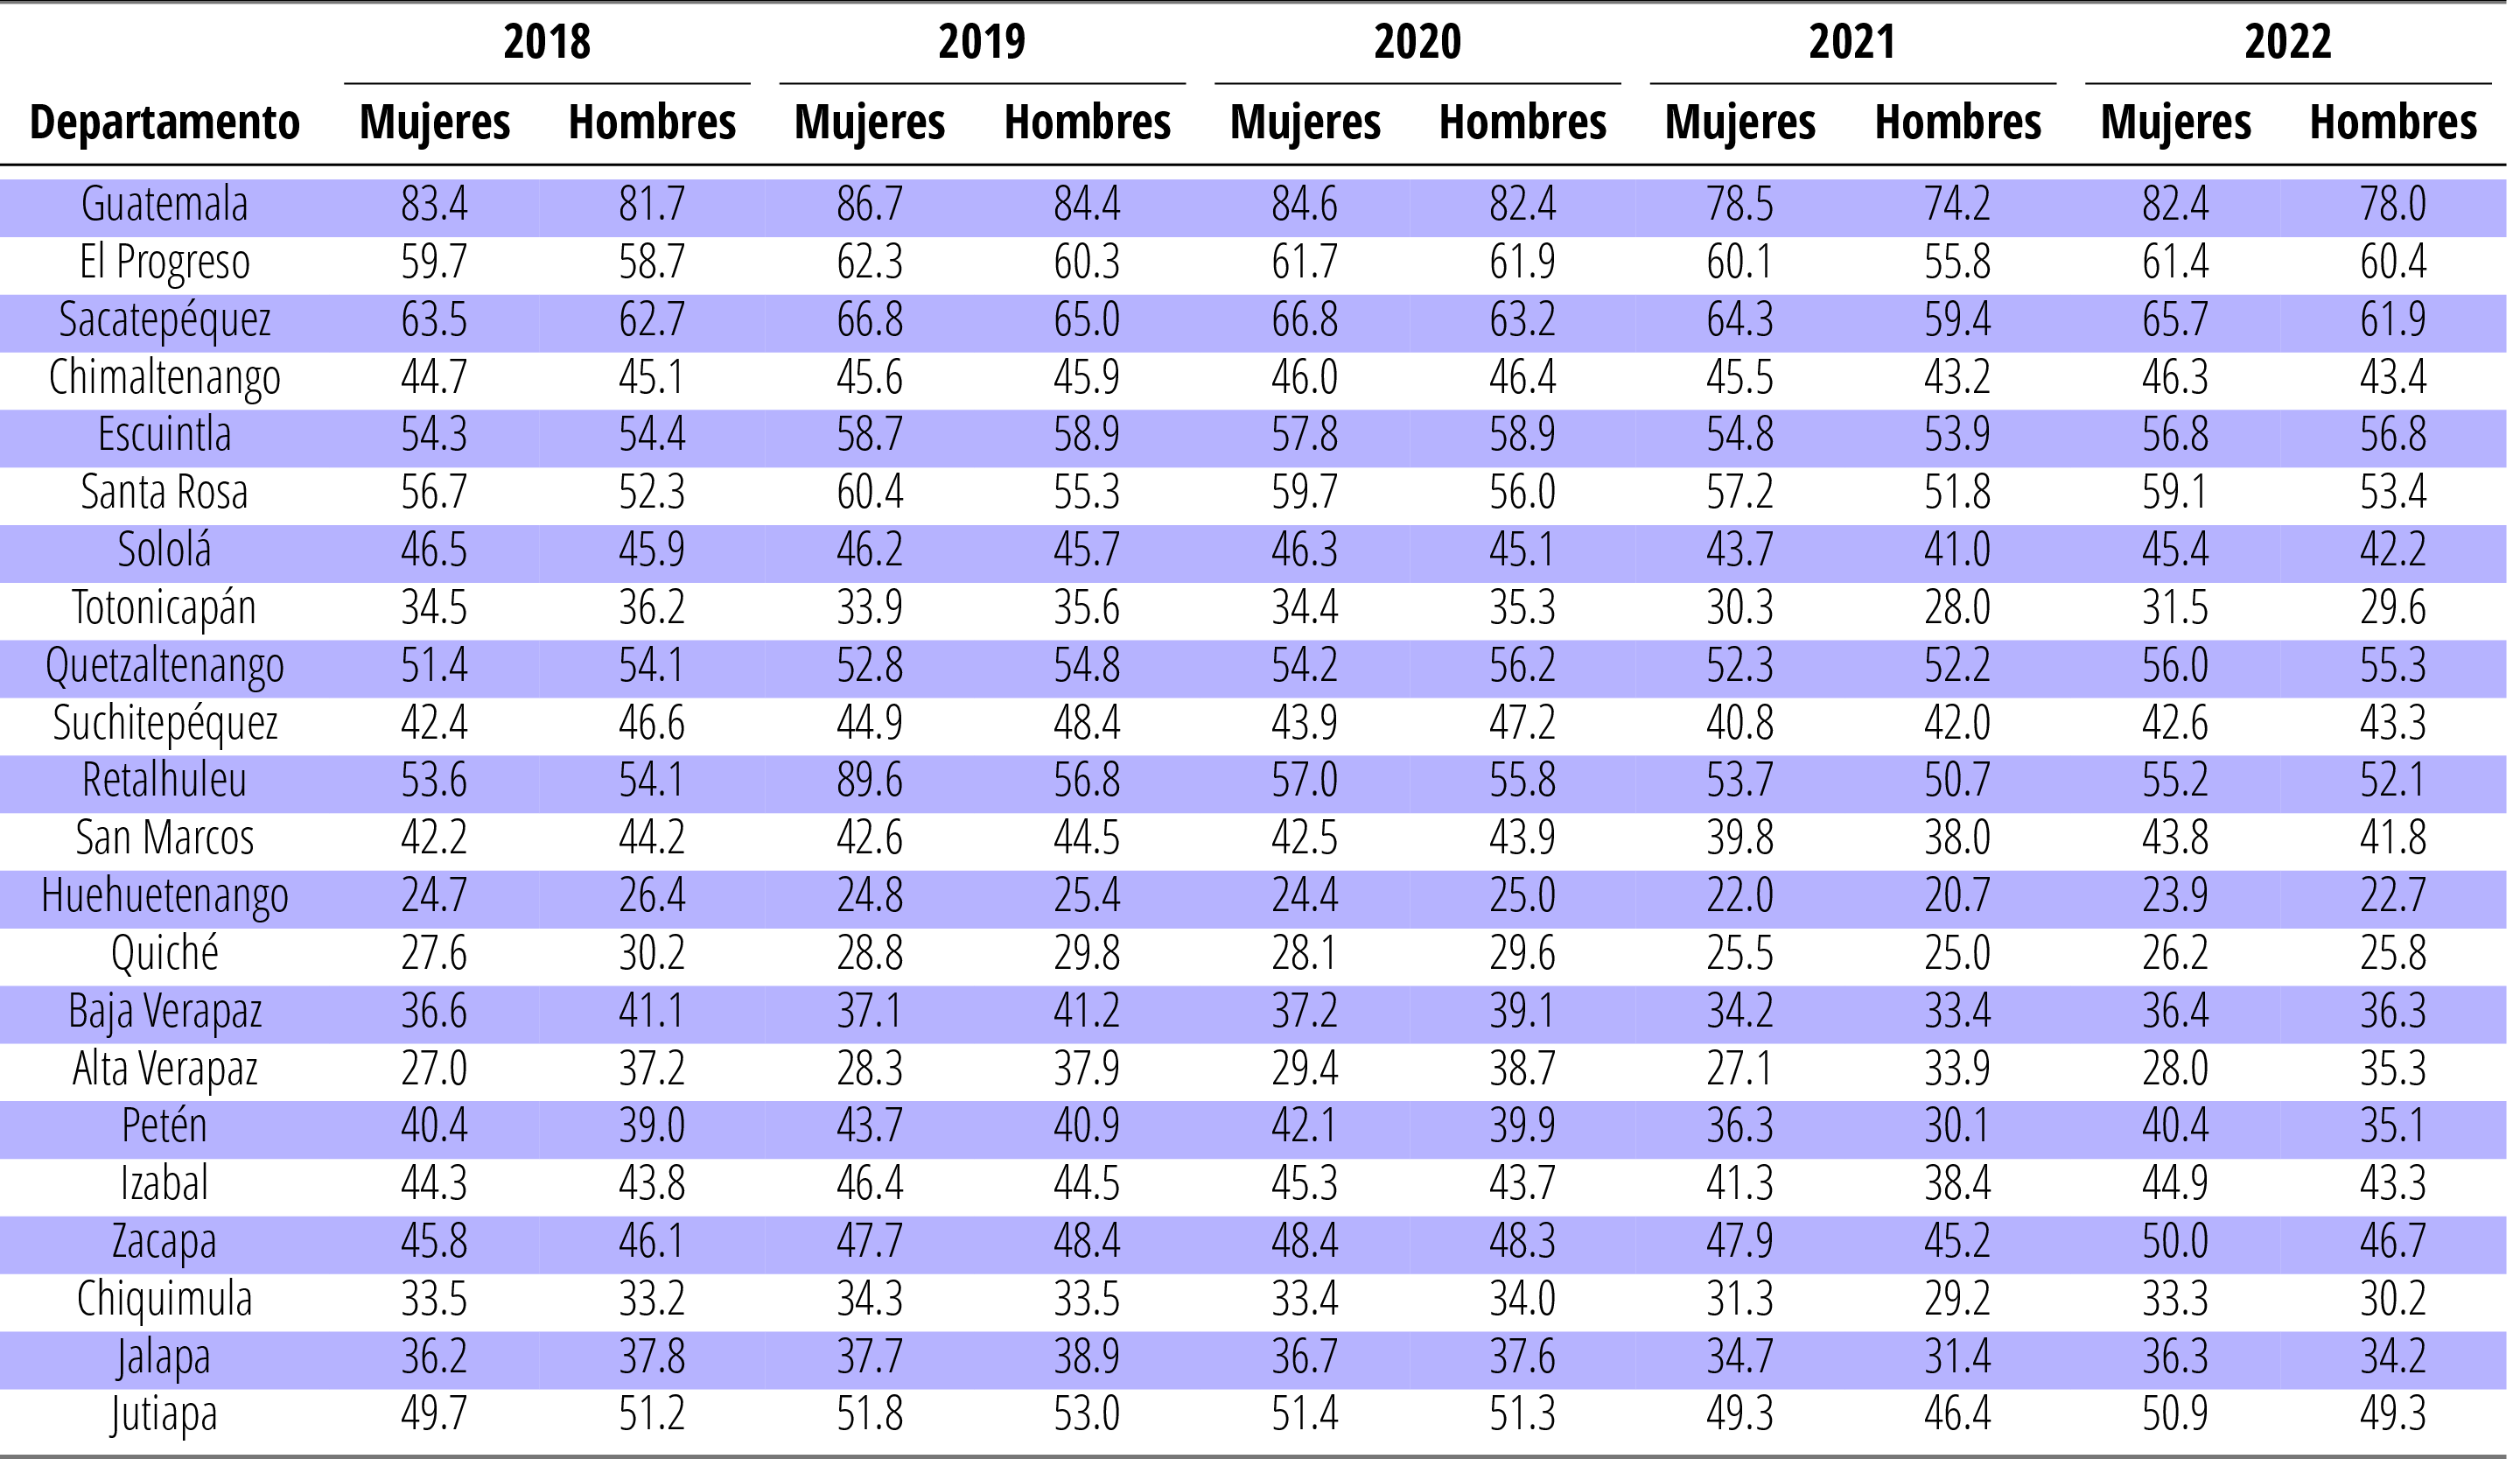 2018 2019 2020 2021 2022
Departamento Mujeres Hombres Mujeres Hombres Mujeres Hombres Mujeres Hombres Mujeres Hombres
Guatemala 83.4 81.7 86.7 84.4 84.6 82.4 78.5 74.2 82.4 78.0
El Progreso 59.7 58.7 62.3 60.3 61.7 61.9 60.1 55.8 61.4 60.4
Sacatepéquez 63.5 62.7 66.8 65.0 66.8 63.2 64.3 59.4 65.7 61.9
Chimaltenango 44.7 45.1 45.6 45.9 46.0 46.4 45.5 43.2 46.3 43.4
Escuintla 54.3 54.4 58.7 58.9 57.8 58.9 54.8 53.9 56.8 56.8
Santa Rosa 56.7 52.3 60.4 55.3 59.7 56.0 57.2 51.8 59.1 53.4
Sololá 46.5 45.9 46.2 45.7 46.3 45.1 43.7 41.0 45.4 42.2
Totonicapán 34.5 36.2 33.9 35.6 34.4 35.3 30.3 28.0 31.5 29.6
Quetzaltenango 51.4 54.1 52.8 54.8 54.2 56.2 52.3 52.2 56.0 55.3
Suchitepéquez 42.4 46.6 44.9 48.4 43.9 47.2 40.8 42.0 42.6 43.3
Retalhuleu 53.6 54.1 89.6 56.8 57.0 55.8 53.7 50.7 55.2 52.1
San Marcos 42.2 44.2 42.6 44.5 42.5 43.9 39.8 38.0 43.8 41.8
Huehuetenango 24.7 26.4 24.8 25.4 24.4 25.0 22.0 20.7 23.9 22.7
Quiché 27.6 30.2 28.8 29.8 28.1 29.6 25.5 25.0 26.2 25.8
Baja Verapaz 36.6 41.1 37.1 41.2 37.2 39.1 34.2 33.4 36.4 36.3
Alta Verapaz 27.0 37.2 28.3 37.9 29.4 38.7 27.1 33.9 28.0 35.3
Petén 40.4 39.0 43.7 40.9 42.1 39.9 36.3 30.1 40.4 35.1
Izabal 44.3 43.8 46.4 44.5 45.3 43.7 41.3 38.4 44.9 43.3
Zacapa 45.8 46.1 47.7 48.4 48.4 48.3 47.9 45.2 50.0 46.7
Chiquimula 33.5 33.2 34.3 33.5 33.4 34.0 31.3 29.2 33.3 30.2
Jalapa 36.2 37.8 37.7 38.9 36.7 37.6 34.7 31.4 36.3 34.2
Jutiapa 49.7 51.2 51.8 53.0 51.4 51.3 49.3 46.4 50.9 49.3